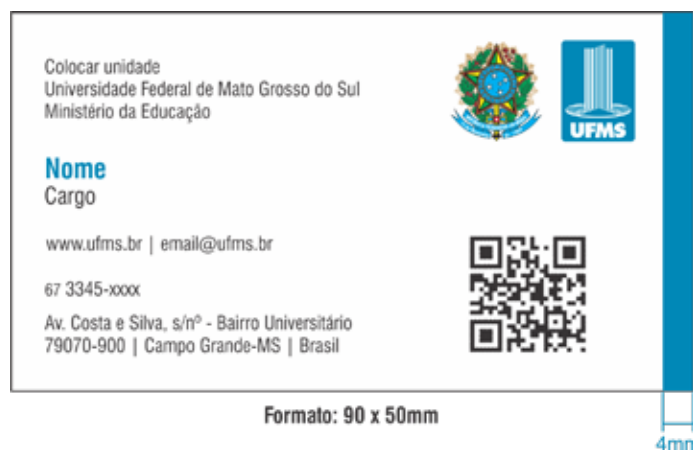 Colocar unidade
Universidade Federal de Mato Grosso do Sul
Ministério da Educação
UFMS
Nome
Cargo
www.ufms.br | email@ufms.br
67 3345-xxxx
Av. Costa e Silva, s/nº - Bairro Universitário
79070-900 | Campo Grande-MS | Brasil
Formato: 90 x 50mm
4mm